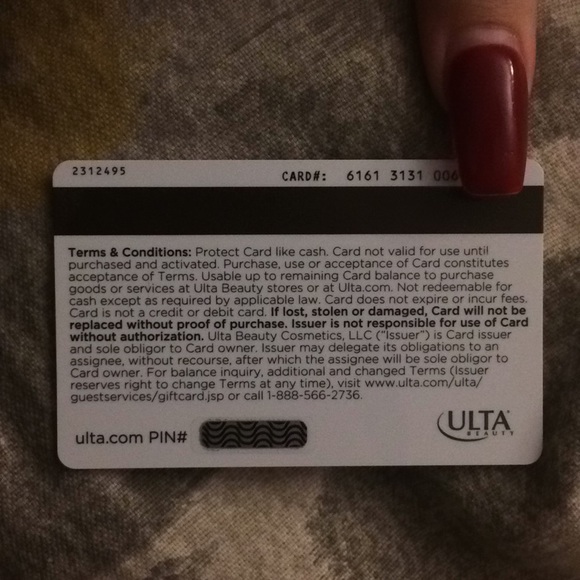 2312495
CARD#: 6161 3131 006
Terms & Conditions: Protect Card like cash. Card not valid for use until
purchased and activated. Purchase, use or acceptance of Card constitutes
acceptance of Terms. Usable up to remaining Card balance to purchase
goods or services at Ulta Beauty stores or at Ulta.com. Not redeemable for
cash except as required by applicable law. Card does not expire or incur fees.
Card is not a credit or debit card. If lost, stolen or damaged, Card will not be
replaced without proof of purchase. Issuer is not responsible for use of Card
without authorization. Ulta Beauty Cosmetics, LLC ("Issuer") is Card issuer
and sole obligor to Card owner. Issuer may delegate its obligations to an
assignee, without recourse, after which the assignee will be sole obligor to
Card owner. For balance inquiry, additional and changed Terms (Issuer
reserves right to change Terms at any time), visit www.ulta.com/ulta/
guestservices/giftcard.jsp or call 1-888-566-2736.
ulta.com PIN#
ULTA
BEAUTY